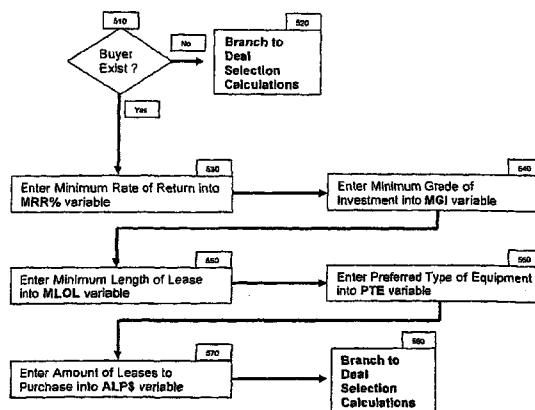 510
Buyer
Exist ?
No
520
Branch to
Deal
Selection
Calculations
Yes
530
Enter Minimum Rate of Return into
MRR% variable
540
Enter Minimum Grade of
Investment into MGI variable
550
Enter Minimum Length of Lease
into MLOL variable
560
Enter Preferred Type of Equipment
into PTE variable
570
Enter Amount of Leases to
Purchase into ALP$ variable
Branch to
Deal
Selection
Calculations